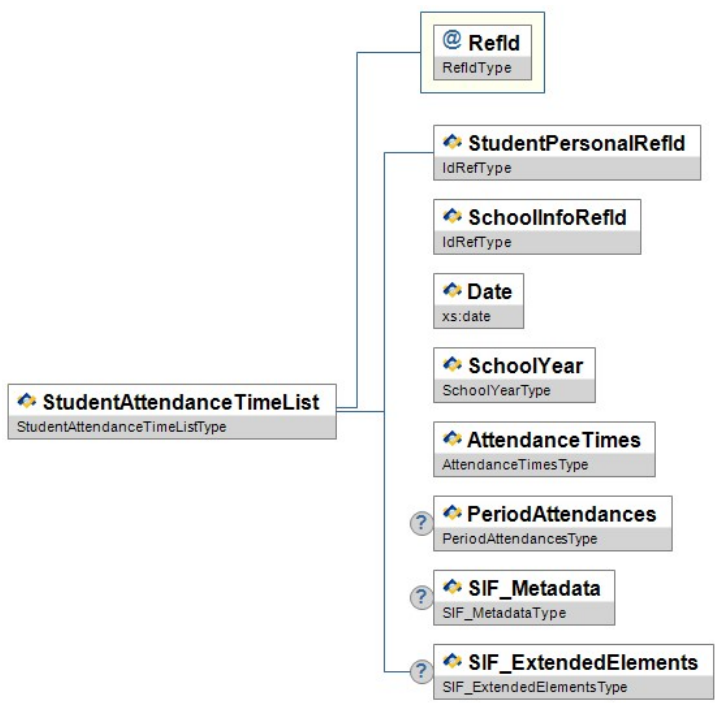 @ RefId
RefIdType
StudentPersonalRefId
IdRefType
SchoolInfoRefId
IdRefType
Date
xs:date
SchoolYear
SchoolYearType
StudentAttendanceTimeList
StudentAttendanceTimeListType
AttendanceTimes
AttendanceTimesType
? PeriodAttendances
PeriodAttendancesType
? SIF_Metadata
SIF_MetadataType
? SIF_ExtendedElements
SIF_ExtendedElementsType